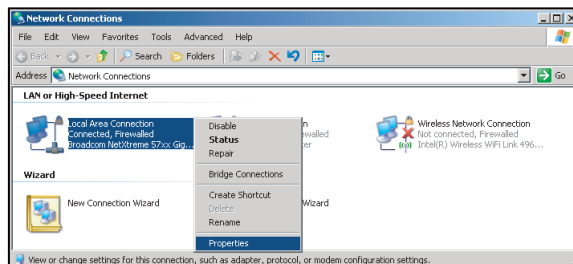 Network Connections
File Edit View Favorites Tools Advanced Help
Back Search Folders
Address Network Connections Go
LAN or High-Speed Internet
Local Area Connection
Connected, Firewalled
Broadcom NetXtreme 57xx Gig...
Wireless Network Connection
Not connected, Firewalled
Intel(R) Wireless WiFi Link 496...
Disable
Status
Repair
Bridge Connections
Create Shortcut
Delete
Rename
Properties
Wizard
New Connection Wizard
Wizard
View or change settings for this connection, such as adapter, protocol, or modem configuration settings.